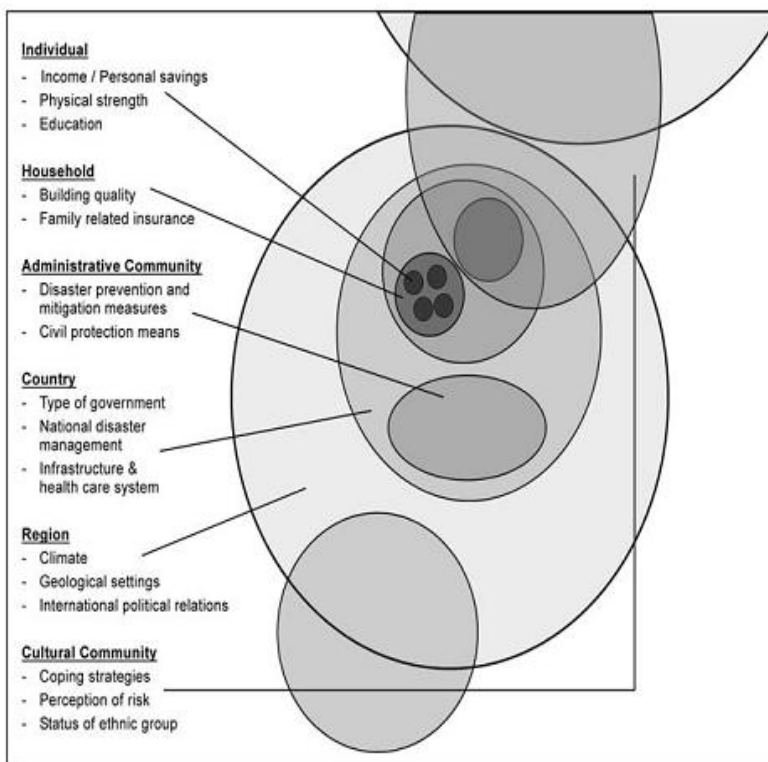 Individual
- Income / Personal savings
- Physical strength
- Education
Household
- Building quality
- Family related insurance
Administrative Community
- Disaster prevention and
mitigation measures
- Civil protection means
Country
- Type of government
- National disaster
management
- Infrastructure &
health care system
Region
- Climate
- Geological settings
- International political relations
Cultural Community
- Coping strategies
- Perception of risk
- Status of ethnic group